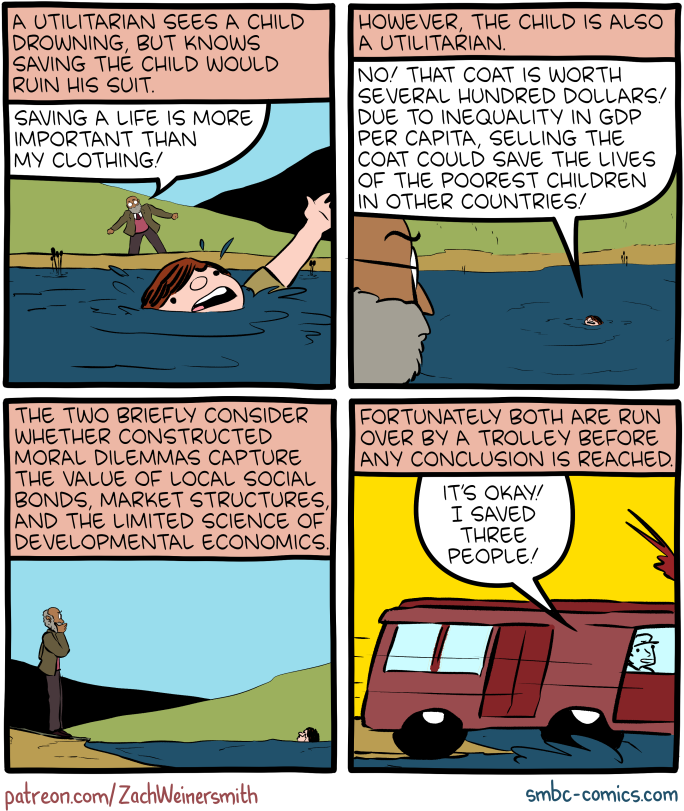 A UTILITARIAN SEES A CHILD
DROWNING, BUT KNOWS
SAVING THE CHILD WOULD
RUIN HIS SUIT.
SAVING A LIFE IS MORE
IMPORTANT THAN
MY CLOTHING!
HOWEVER, THE CHILD IS ALSO
A UTILITARIAN.
NO! THAT COAT IS WORTH
SEVERAL HUNDRED DOLLARS!
DUE TO INEQUALITY IN GDP
PER CAPITA, SELLING THE
COAT COULD SAVE THE LIVES
OF THE POOREST CHILDREN
IN OTHER COUNTRIES!
THE TWO BRIEFLY CONSIDER
WHETHER CONSTRUCTED
MORAL DILEMMAS CAPTURE
THE VALUE OF LOCAL SOCIAL
BONDS, MARKET STRUCTURES,
AND THE LIMITED SCIENCE OF
DEVELOPMENTAL ECONOMICS.
FORTUNATELY BOTH ARE RUN
OVER BY A TROLLEY BEFORE
ANY CONCLUSION IS REACHED.
IT'S OKAY!
I SAVED
THREE
PEOPLE!
patreon.com/ZachWeinersmith
smbc-comics.com